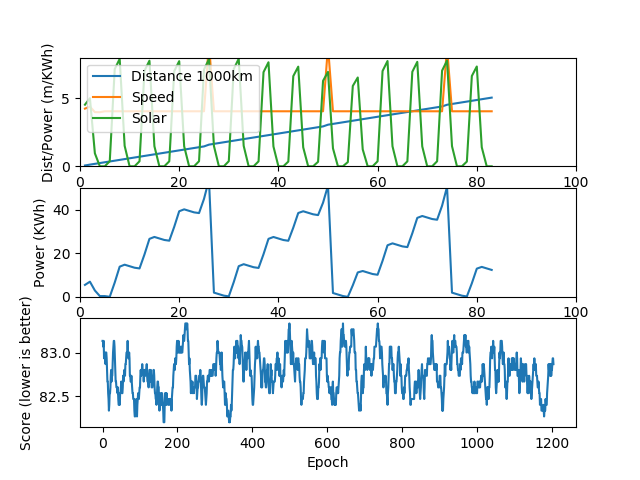 Dist/Power (m/KWh)
5
0
Distance 1000km
Speed
Solar
0 20 40 60 80 100
Power (KWh)
40
20
0
0 20 40 60 80 100
Score (lower is better)
83.0
82.5
0 200 400 600 800 1000 1200
Epoch